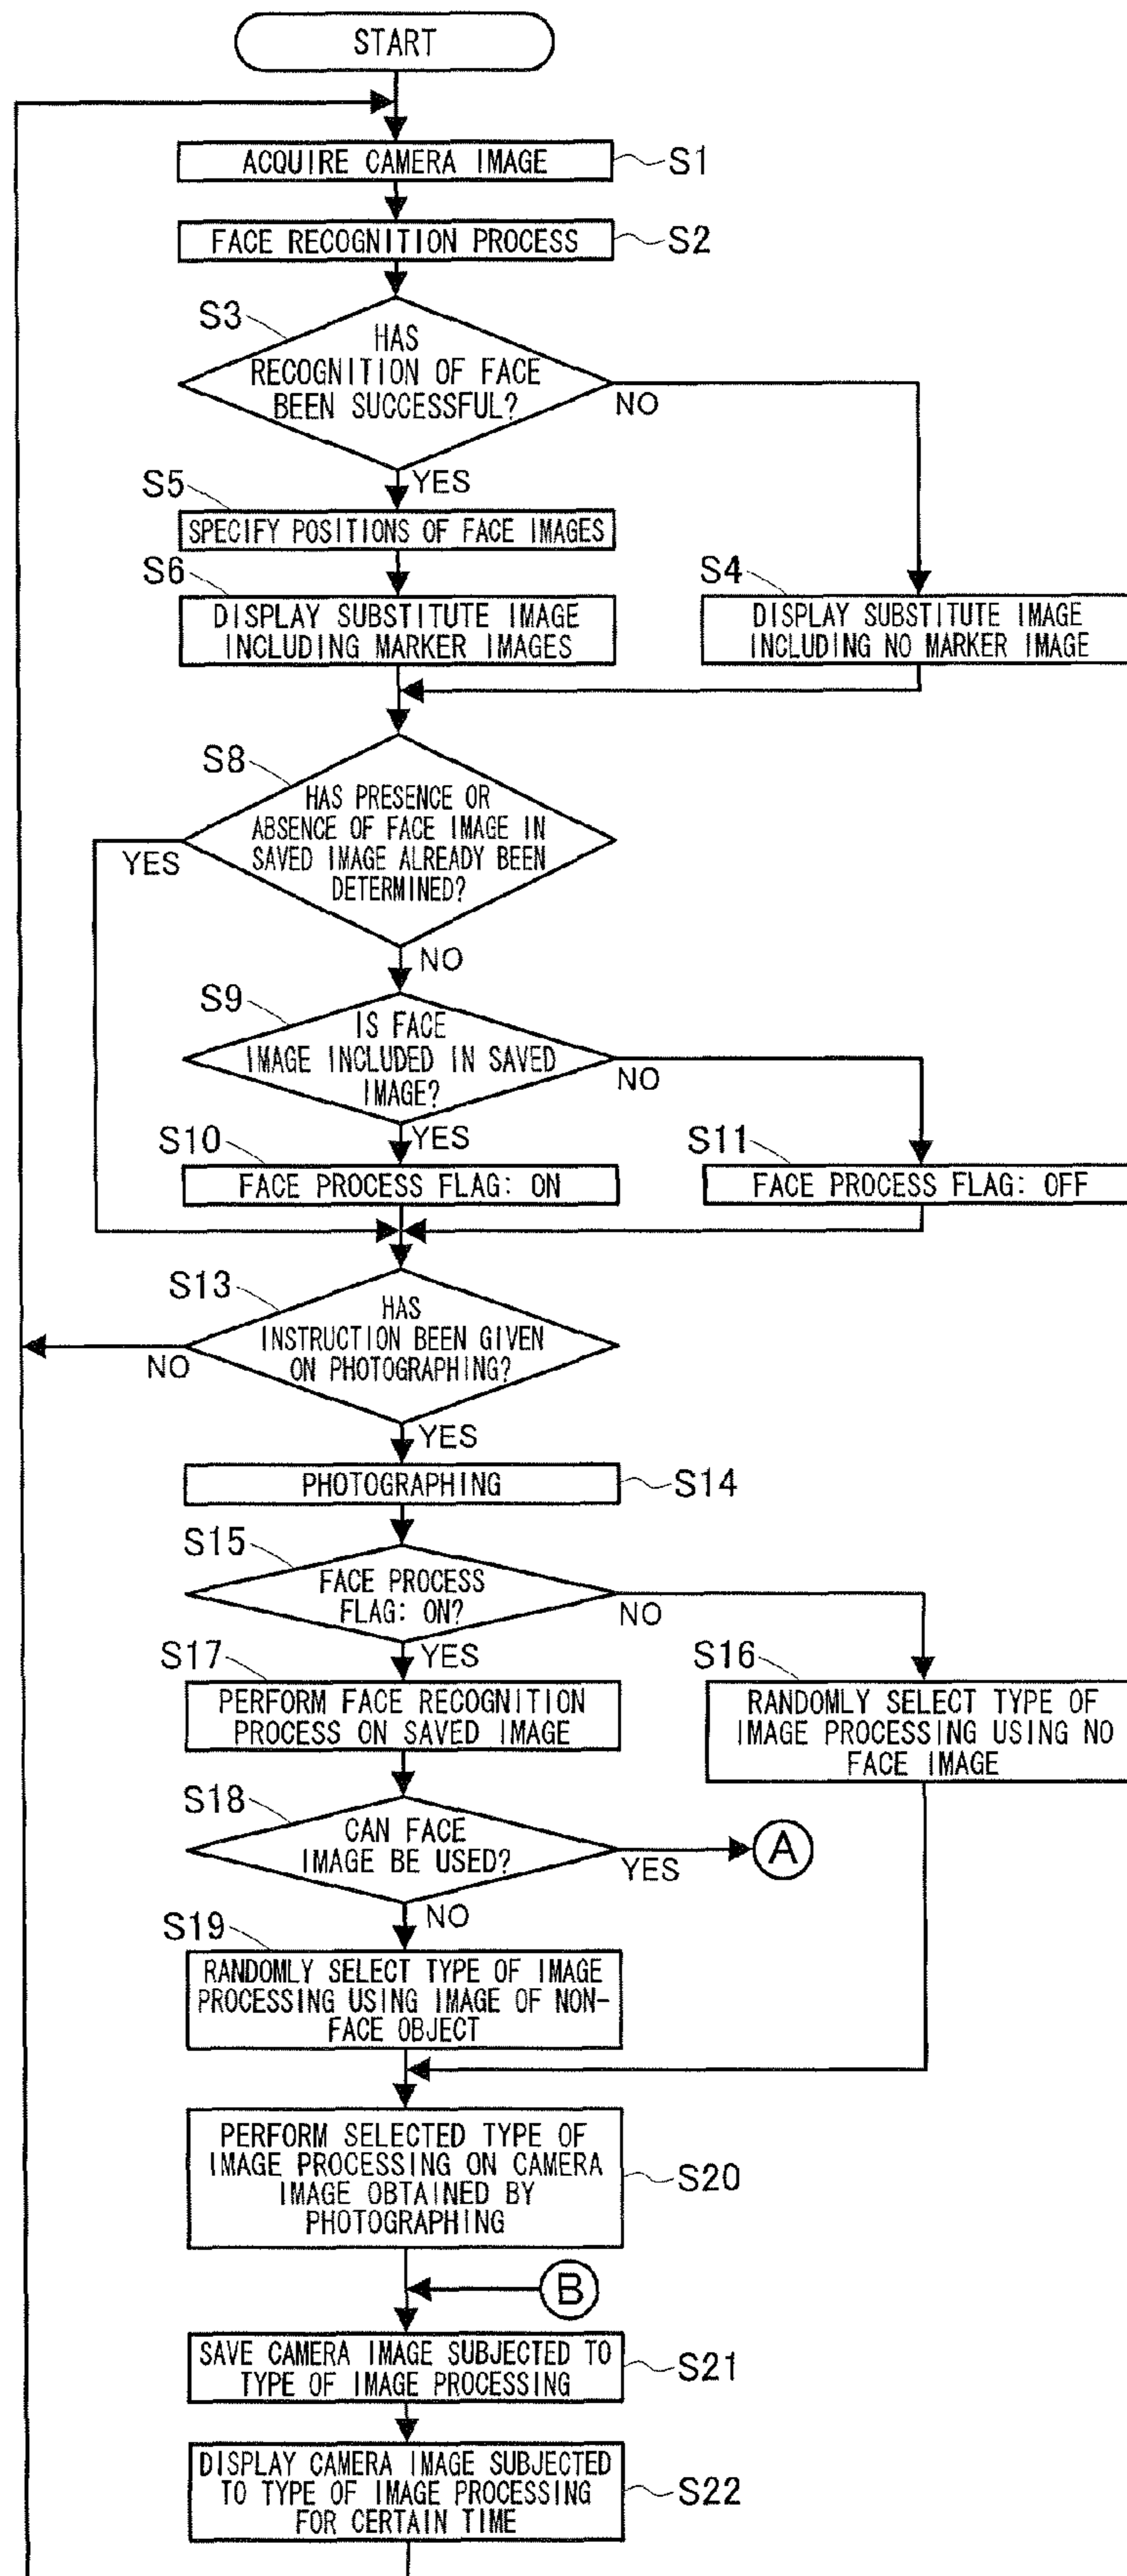 START
ACQUIRE CAMERA IMAGE
S1
FACE RECOGNITION PROCESS
S2
S3
HAS
RECOGNITION OF FACE
BEEN SUCCESSFUL?
NO
YES
S5
SPECIFY POSITIONS OF FACE IMAGES
S6
DISPLAY SUBSTITUTE IMAGE
INCLUDING MARKER IMAGES
S4
DISPLAY SUBSTITUTE IMAGE
INCLUDING NO MARKER IMAGE
S8
HAS PRESENCE OR
ABSENCE OF FACE IMAGE IN
SAVED IMAGE ALREADY BEEN
DETERMINED?
YES
NO
S9
IS FACE
IMAGE INCLUDED IN SAVED
IMAGE?
NO
YES
S10
FACE PROCESS FLAG: ON
S11
FACE PROCESS FLAG: OFF
S13
HAS
INSTRUCTION BEEN GIVEN
ON PHOTOGRAPHING?
NO
YES
PHOTOGRAPHING
S14
S15
FACE PROCESS
FLAG: ON?
NO
YES
S17
PERFORM FACE RECOGNITION
PROCESS ON SAVED IMAGE
S16
RANDOMLY SELECT TYPE OF
IMAGE PROCESSING USING NO
FACE IMAGE
S18
CAN FACE
IMAGE BE USED?
YES
A
NO
S19
RANDOMLY SELECT TYPE OF IMAGE
PROCESSING USING IMAGE OF NON-
FACE OBJECT
PERFORM SELECTED TYPE OF
IMAGE PROCESSING ON CAMERA
IMAGE OBTAINED BY
PHOTOGRAPHING
S20
B
SAVE CAMERA IMAGE SUBJECTED TO
TYPE OF IMAGE PROCESSING
S21
DISPLAY CAMERA IMAGE SUBJECTED
TO TYPE OF IMAGE PROCESSING
FOR CERTAIN TIME
S22